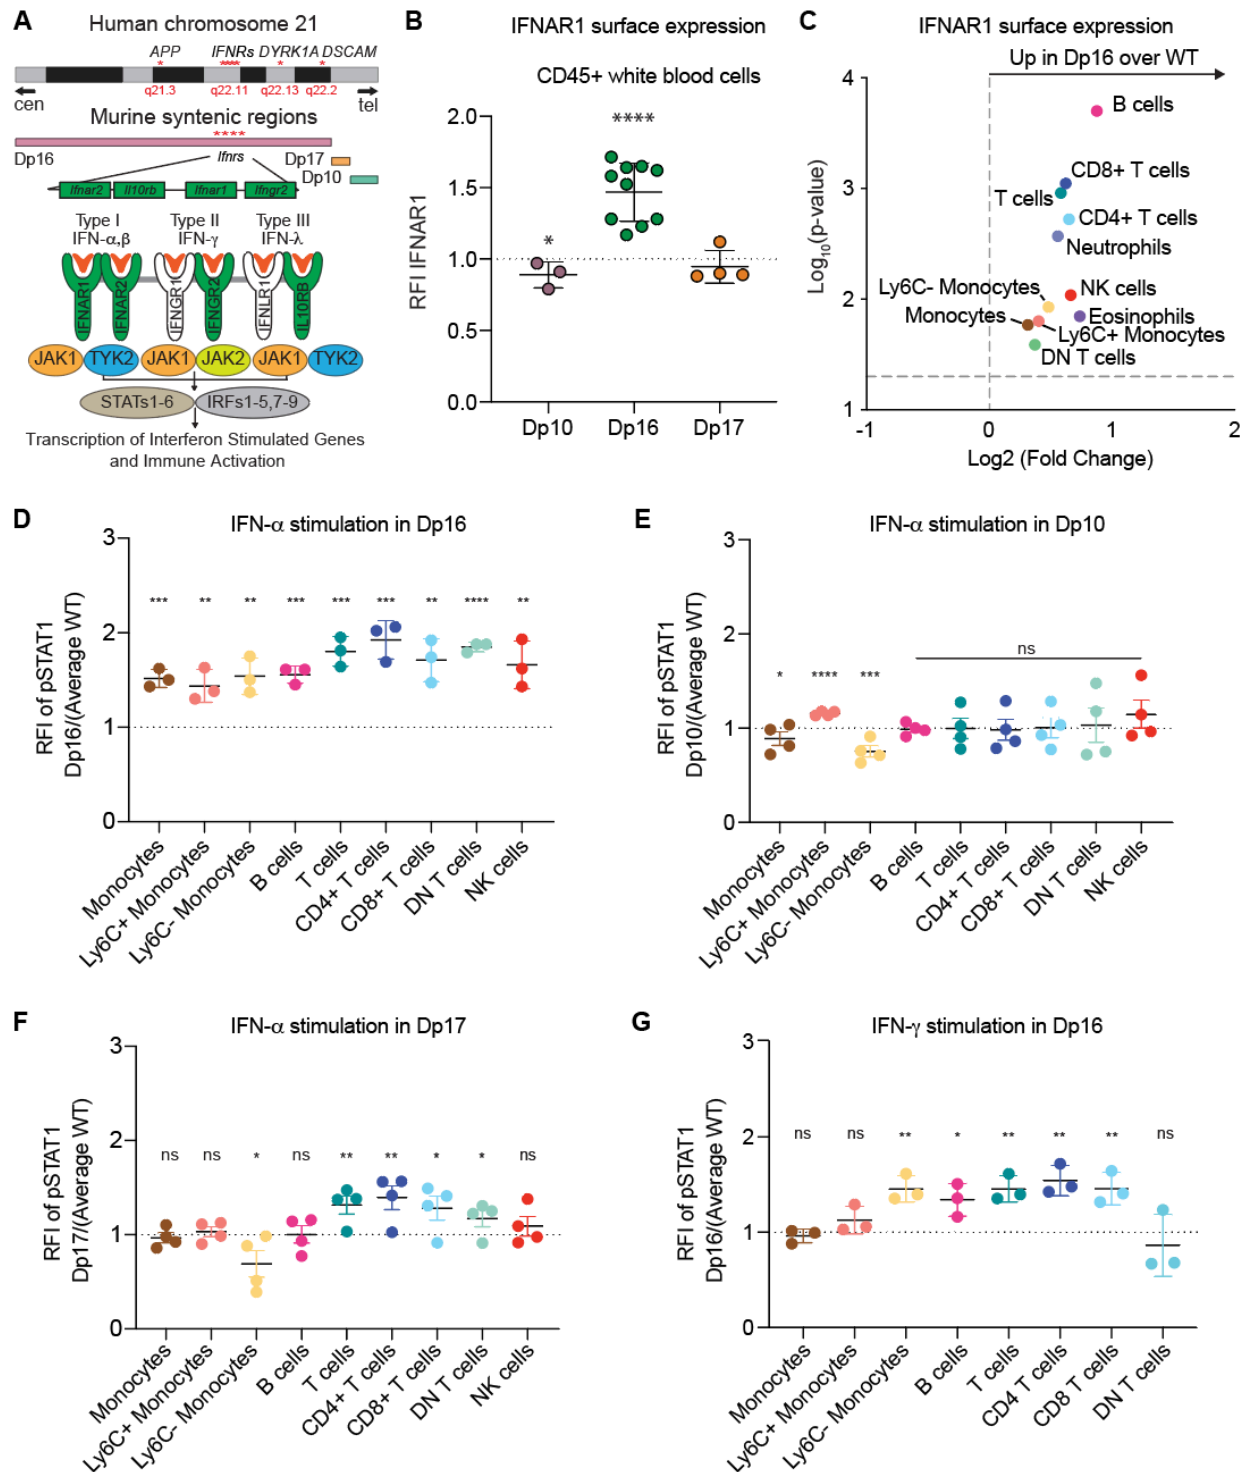 A
Human chromosome 21
APP IFNRs DYRK1A DSCAM
* **** * *
q21.3 q22.11 q22.13 q22.2
cen tel
Murine syntenic regions
****
Dp16 Ifnrs Dp17
Dp10
Ifnar2 Il10rb Ifnar1 Ifngr2
Type I Type II Type III
IFN-α,β IFN-γ IFN-λ
IFNAR1 IFNAR2 IFNGR1 IFNGR2 IFNLR1 IL10RB
JAK1 TYK2 JAK1 JAK2 JAK1 TYK2
STATs1-6 IRFs1-5,7-9
Transcription of Interferon Stimulated Genes
and Immune Activation
B
IFNAR1 surface expression
CD45+ white blood cells
RFI IFNAR1
2.0
1.5
1.0
0.5
0.0
* ****
Dp10 Dp16 Dp17
C
IFNAR1 surface expression
Up in Dp16 over WT
Log10(p-value)
4
3
2
1
B cells
CD8+ T cells
T cells
CD4+ T cells
Neutrophils
NK cells
Ly6C- Monocytes
Eosinophils
Monocytes
Ly6C+ Monocytes
DN T cells
-1 0 1 2
Log2 (Fold Change)
D
IFN-α stimulation in Dp16
RFI of pSTAT1
Dp16/(Average WT)
3
2
1
0
*** ** ** *** *** *** ** **** **
Monocytes
Ly6C+ Monocytes
Ly6C- Monocytes
B cells
T cells
CD4+ T cells
CD8+ T cells
DN T cells
NK cells
E
IFN-α stimulation in Dp10
RFI of pSTAT1
Dp10/(Average WT)
3
2
1
0
* **** *** ns
Monocytes
Ly6C+ Monocytes
Ly6C- Monocytes
B cells
T cells
CD4+ T cells
CD8+ T cells
DN T cells
NK cells
F
IFN-α stimulation in Dp17
RFI of pSTAT1
Dp17/(Average WT)
3
2
1
0
ns ns * ns ** ** * * ns
Monocytes
Ly6C+ Monocytes
Ly6C- Monocytes
B cells
T cells
CD4+ T cells
CD8+ T cells
DN T cells
NK cells
G
IFN-γ stimulation in Dp16
RFI of pSTAT1
Dp16/(Average WT)
3
2
1
0
ns ns ** * ** ** ** ns
Monocytes
Ly6C+ Monocytes
Ly6C- Monocytes
B cells
T cells
CD4 T cells
CD8 T cells
DN T cells